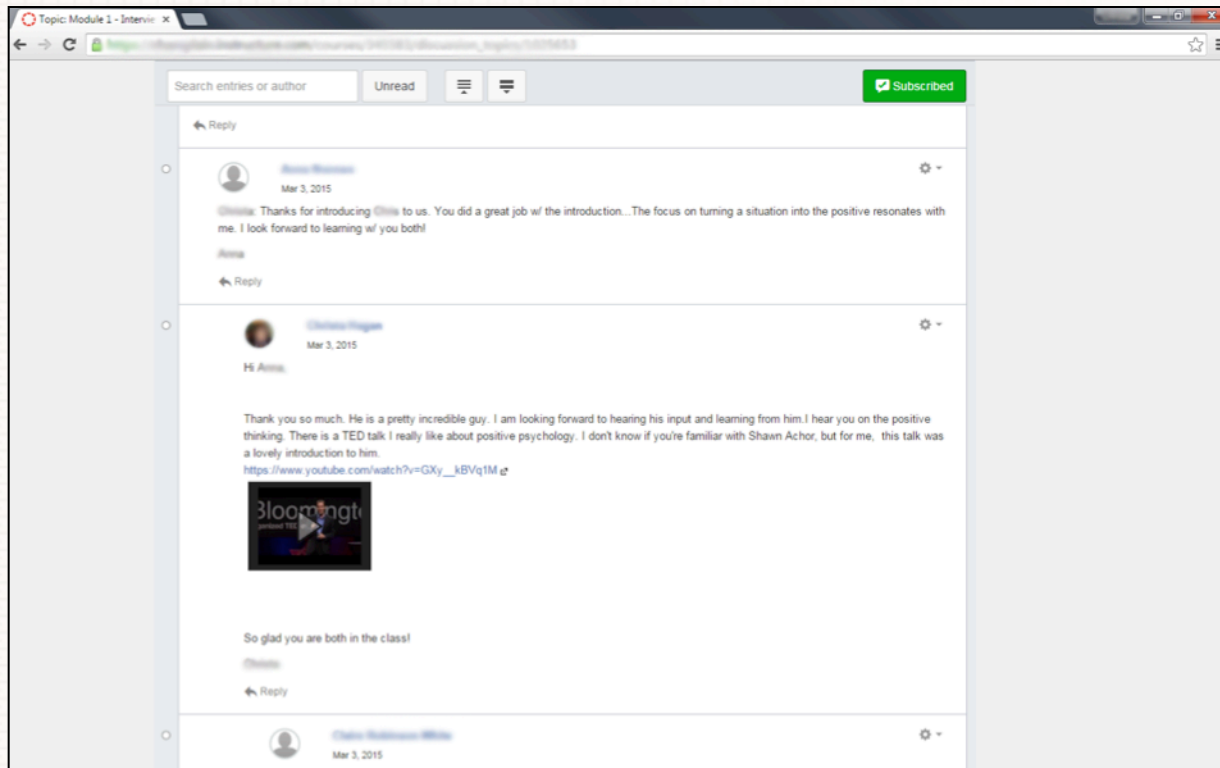 Topic: Module 1 - Intervie
Search entries or author Unread Subscribed
Reply
Mar 3, 2015
Thanks for introducing to us. You did a great job w/ the introduction...The focus on turning a situation into the positive resonates with
me. I look forward to learning w/ you both!
Anna
Reply
Mar 3, 2015
Hi
Thank you so much. He is a pretty incredible guy. I am looking forward to hearing his input and learning from him.I hear you on the positive
thinking. There is a TED talk I really like about positive psychology. I don't know if you're familiar with Shawn Achor, but for me, this talk was
a lovely introduction to him.
https://www.youtube.com/watch?v=GXy__kBVq1M
Bloomingt
So glad you are both in the class!
Reply
Mar 3, 2015